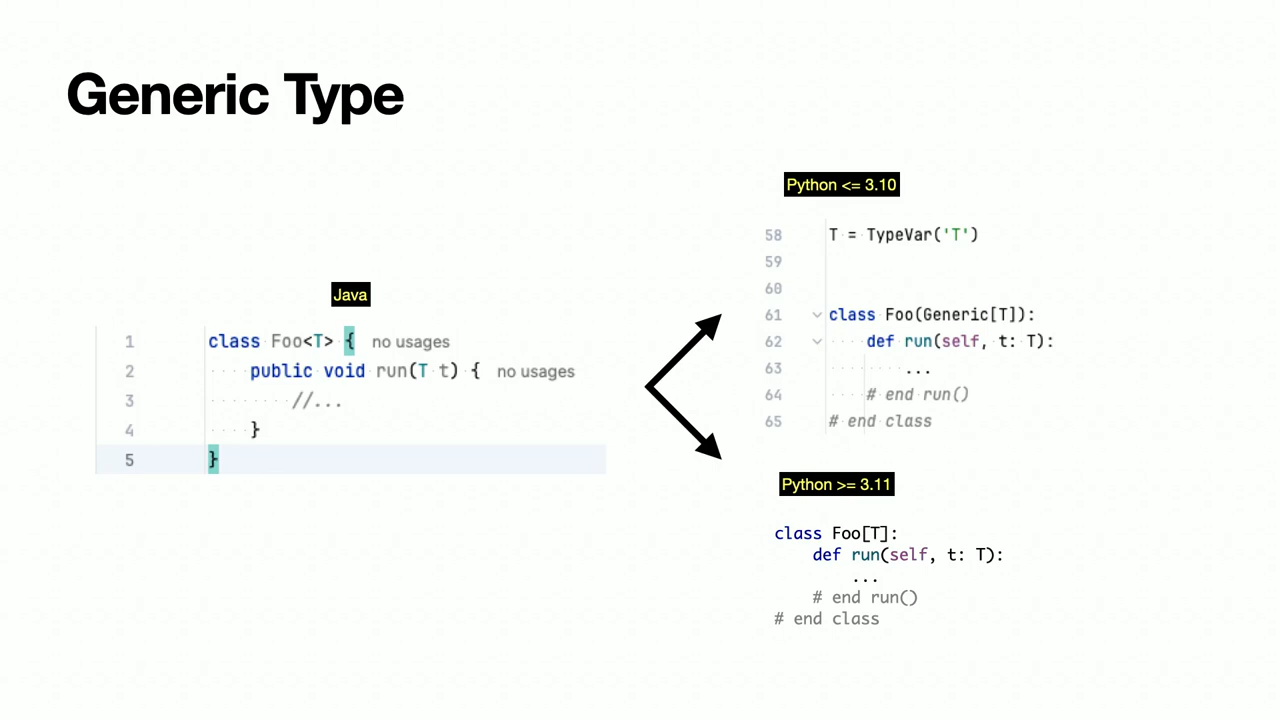 Generic Type
Java
1 class Foo<T> { no usages
2 public void run(T t) { no usages
3 //...
4 }
5 }
Python <= 3.10
58 T = TypeVar('T')
59
60
61 class Foo(Generic[T]):
62 def run(self, t: T):
63 ...
64 # end run()
65 # end class
Python >= 3.11
class Foo[T]:
def run(self, t: T):
...
# end run()
# end class